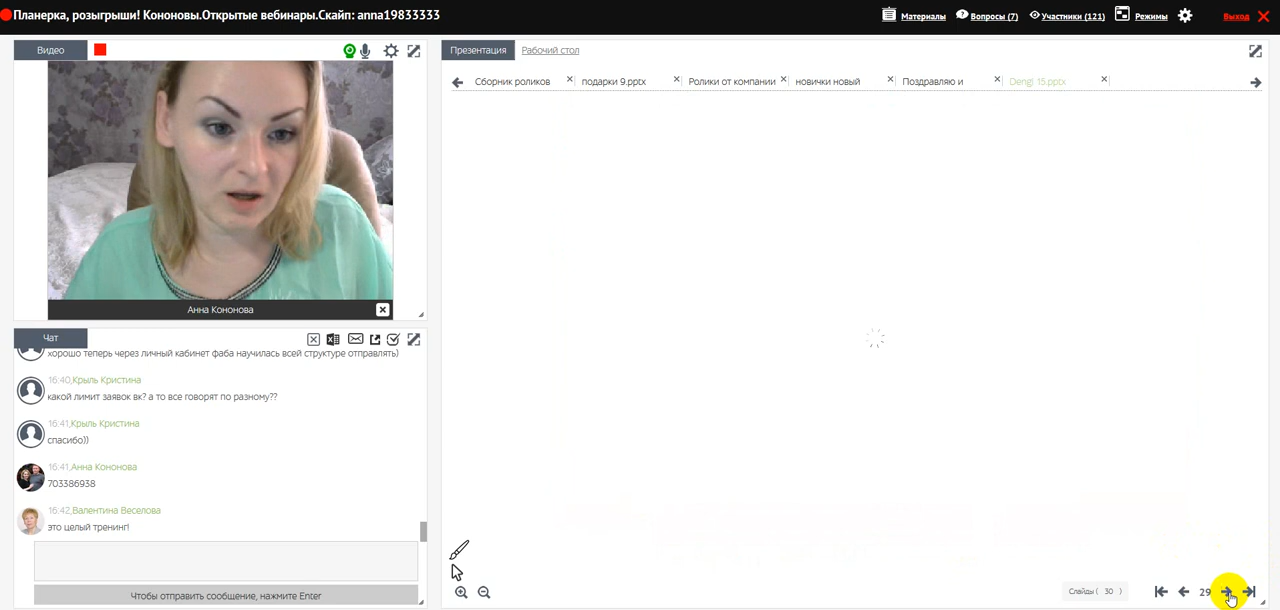 Планерка, розыгрыши! Кононовы.Открытые вебинары.Скайп: anna19833333
Материалы
Вопросы (7)
Участники (121)
Режимы
Выход
Видео
Анна Кононова
Чат
хорошо теперь через личный кабинет фаба научилась всей структуре отправлять)
16:40,Крыль Кристина
какой лимит заявок вк? а то все говорят по разному??
16:41,Крыль Кристина
спасибо))
16:41,Анна Кононова
703386938
16:42,Валентина Веселова
это целый тренинг!
Чтобы отправить сообщение, нажмите Enter
Презентация
Рабочий стол
Сборник роликов
подарки 9.pptx
Ролики от компании
новички новый
Поздравляю и
Dengi 15.pptx
Слайды ( 30 )
29